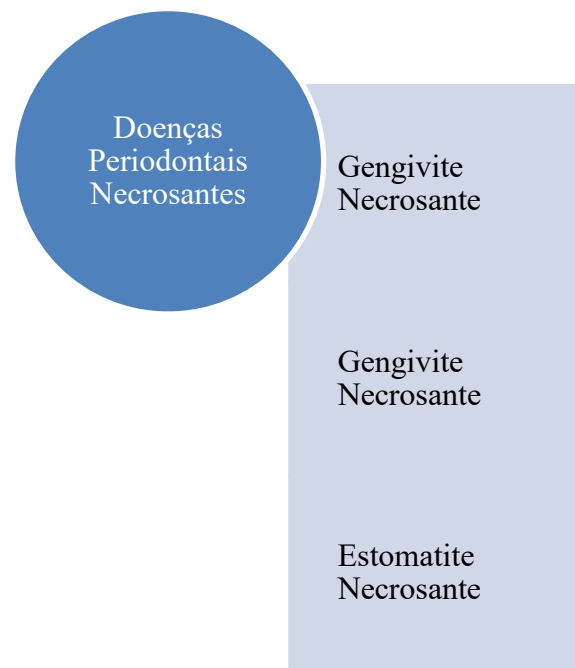 Doenças
Periodontais
Necrosantes
Gengivite
Necrosante
Gengivite
Necrosante
Estomatite
Necrosante